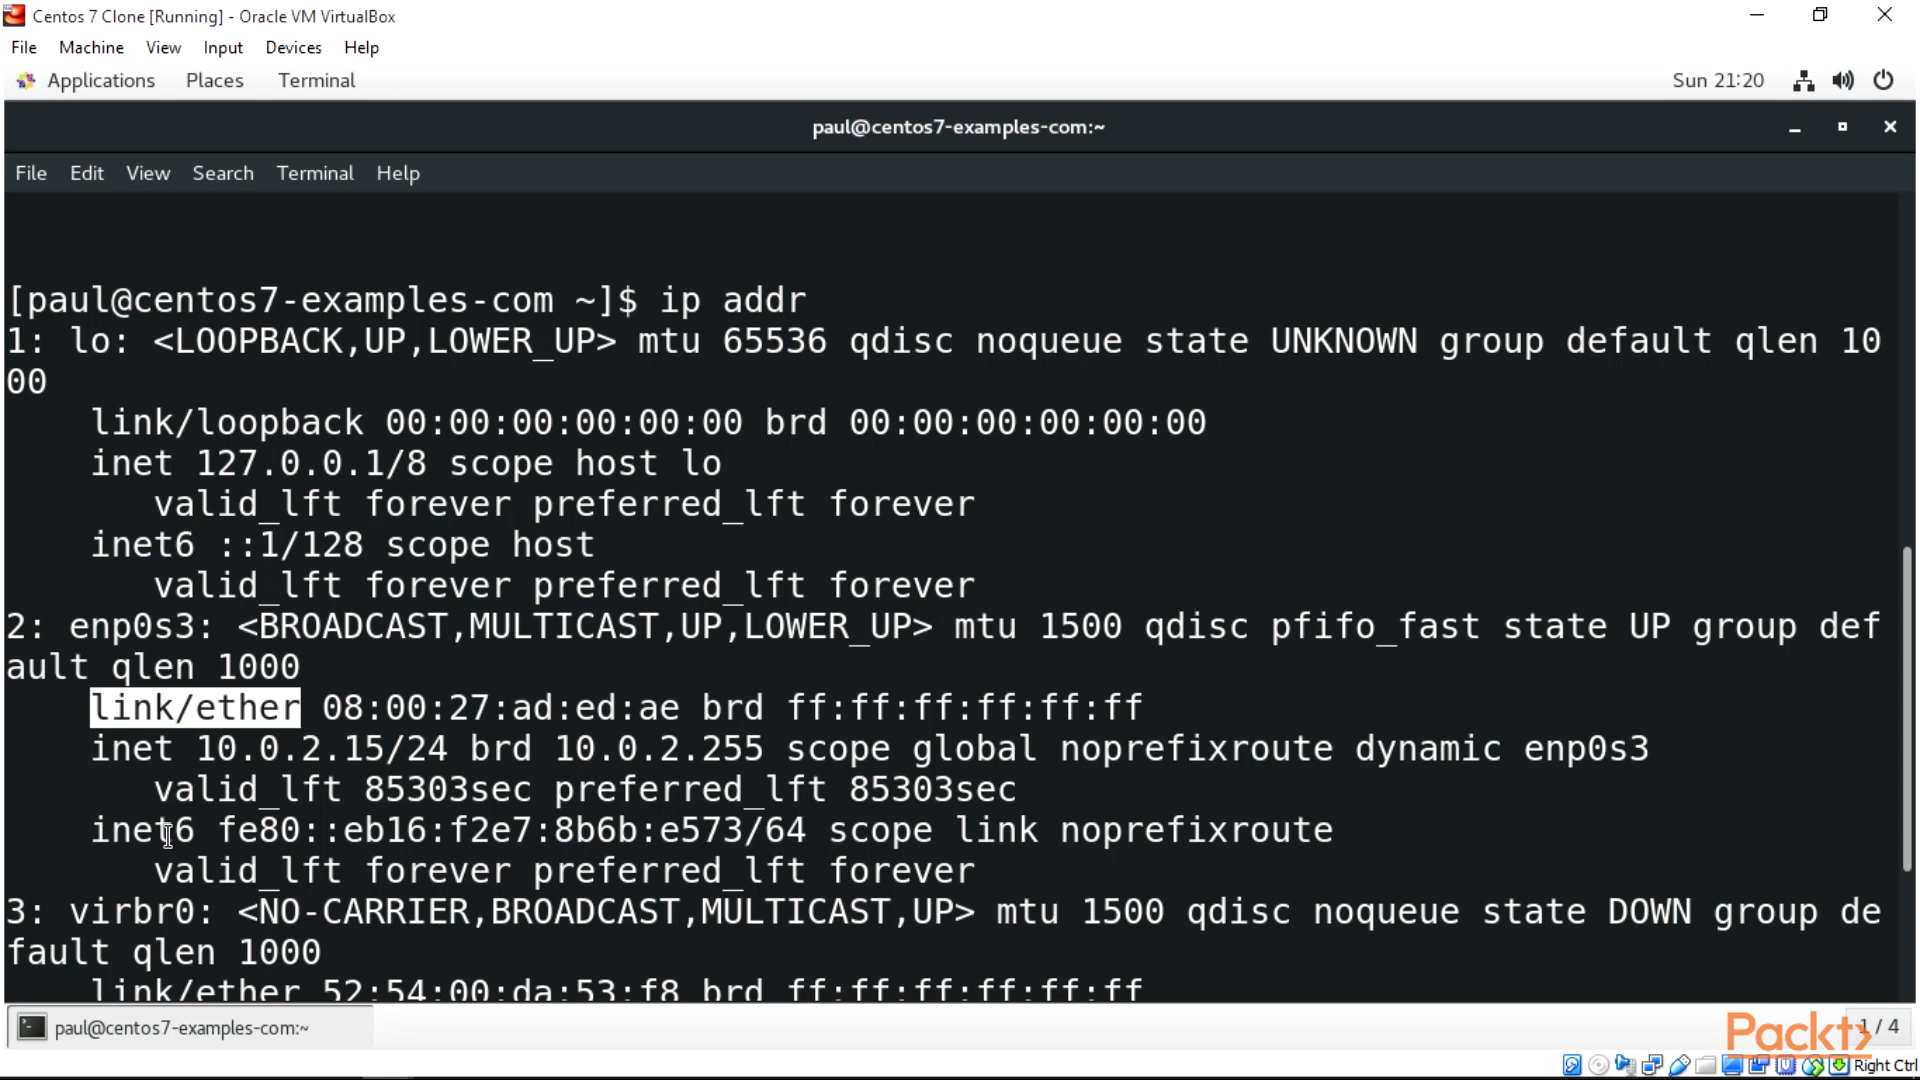 Centos 7 Clone [Running] - Oracle VM VirtualBox
File Machine View Input Devices Help
Applications Places Terminal Sun 21:20
paul@centos7-examples-com:~
File Edit View Search Terminal Help
[paul@centos7-examples-com ~]$ ip addr
1: lo: <LOOPBACK,UP,LOWER_UP> mtu 65536 qdisc noqueue state UNKNOWN group default qlen 10
00
link/loopback 00:00:00:00:00:00 brd 00:00:00:00:00:00
inet 127.0.0.1/8 scope host lo
valid_lft forever preferred_lft forever
inet6 ::1/128 scope host
valid_lft forever preferred_lft forever
2: enp0s3: <BROADCAST,MULTICAST,UP,LOWER_UP> mtu 1500 qdisc pfifo_fast state UP group def
ault qlen 1000
link/ether 08:00:27:ad:ed:ae brd ff:ff:ff:ff:ff:ff
inet 10.0.2.15/24 brd 10.0.2.255 scope global noprefixroute dynamic enp0s3
valid_lft 85303sec preferred_lft 85303sec
inet6 fe80::eb16:f2e7:8b6b:e573/64 scope link noprefixroute
valid_lft forever preferred_lft forever
3: virbr0: <NO-CARRIER,BROADCAST,MULTICAST,UP> mtu 1500 qdisc noqueue state DOWN group de
fault qlen 1000
link/ether 52:54:00:da:53:f8 brd ff:ff:ff:ff:ff:ff
paul@centos7-examples-com:~
Packt> 1 / 4
Right Ctrl